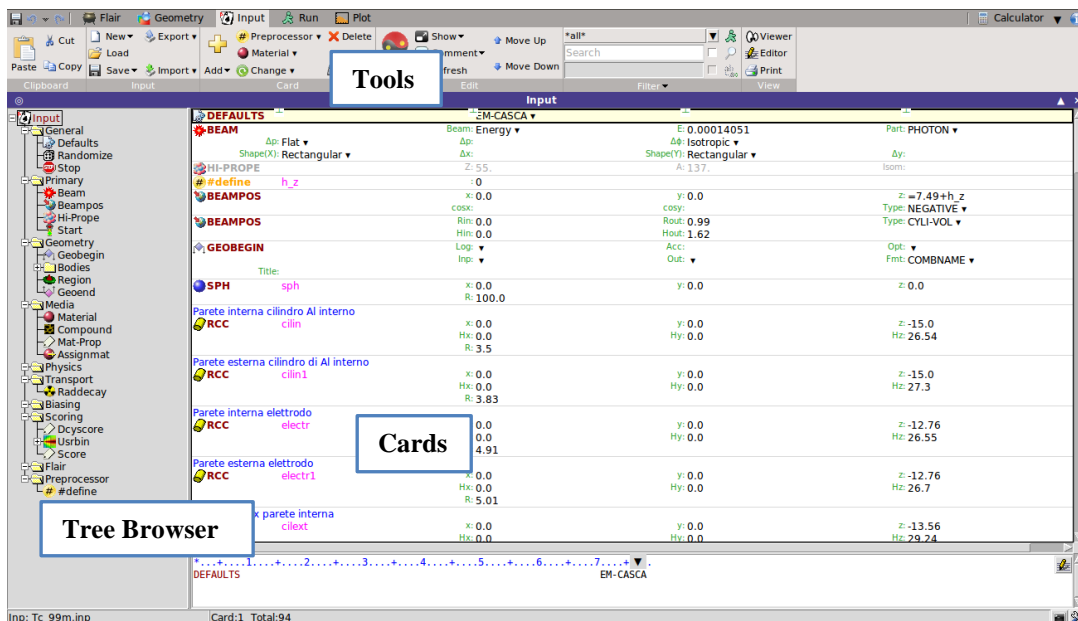 Flair Geometry Input Run Plot Calculator
Cut New Export # Preprocessor Delete Show Move Up *all* Viewer
Load Material Comment Search Editor
Paste Copy Save Import Add Change Tools Refresh Move Down Print
Clipboard Input Card Edit Filter View
Input
Input
General
Defaults
Randomize
Stop
Primary
Beam
Beampos
Hi-Prope
Start
Geometry
Geobegin
Bodies
Region
Geoend
Media
Material
Compound
Mat-Prop
Assignmat
Physics
Transport
Raddecay
Biasing
Scoring
Dcyscore
Usrbin
Score
Flair
Preprocessor
# #define
Tree Browser
DEFAULTS EM-CASCA
BEAM Beam: Energy E: 0.00014051 Part: PHOTON
Δp: Flat Δp: Δϕ: Isotropic
Shape(X): Rectangular Δx: Shape(Y): Rectangular Δy:
HI-PROPE Z: 55. A: 137. Isom:
# #define h_z : 0
BEAMPOS x: 0.0 y: 0.0 z: =7.49+h_z
cosx: cosy: Type: NEGATIVE
BEAMPOS Rin: 0.0 Rout: 0.99 Type: CYLI-VOL
Hin: 0.0 Hout: 1.62
GEOBEGIN Log: Acc: Opt:
Inp: Out: Fmt: COMBNAME
Title:
SPH sph x: 0.0 y: 0.0 z: 0.0
R: 100.0
Parete interna cilindro Al interno
RCC cilin x: 0.0 y: 0.0 z: -15.0
Hx: 0.0 Hy: 0.0 Hz: 26.54
R: 3.5
Parete esterna cilindro di Al interno
RCC cilin1 x: 0.0 y: 0.0 z: -15.0
Hx: 0.0 Hy: 0.0 Hz: 27.3
R: 3.83
Parete interna elettrodo
RCC electr 0.0 y: 0.0 z: -12.76
Cards 0.0 Hy: 0.0 Hz: 26.55
4.91
Parete esterna elettrodo
RCC electr1 x: 0.0 y: 0.0 z: -12.76
Hx: 0.0 Hy: 0.0 Hz: 26.7
R: 5.01
x parete interna
cilext x: 0.0 y: 0.0 z: -13.56
Hx: 0.0 Hy: 0.0 Hz: 29.24
*...+....1....+....2....+....3....+....4....+....5....+....6....+....7....+ .
DEFAULTS EM-CASCA
Inp: Tc_99m.inp Card:1 Total:94